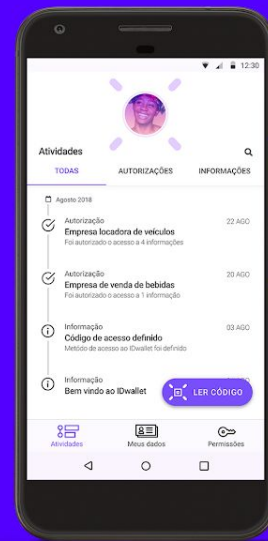 12:30
Atividades
TODAS AUTORIZAÇÕES INFORMAÇÕES
Agosto 2018
Autorização 22 AGO
Empresa locadora de veículos
Foi autorizado o acesso a 4 informações
Autorização 20 AGO
Empresa de venda de bebidas
Foi autorizado o acesso a 1 informação
Informação 03 AGO
Código de acesso definido
Método de acesso ao IDwallet foi definido
Informação
Bem vindo ao IDwallet
LER CÓDIGO
Atividades Meus dados Permissões